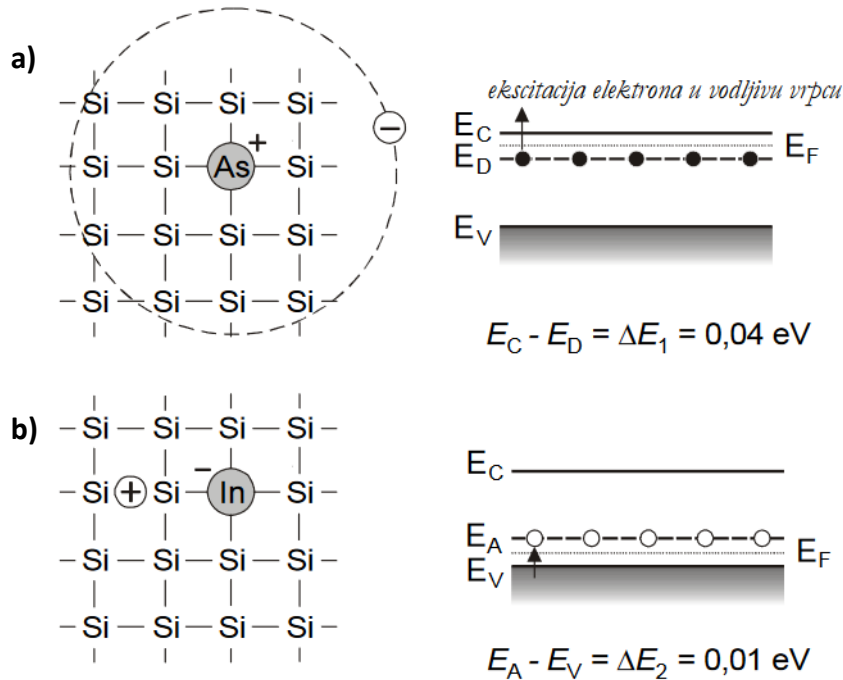 a)
Si Si Si Si
Si Si As + Si
Si Si Si Si
Si Si Si Si
−
ekscitacija elektrona u vodljivu vrpcu
E_C
E_D
E_F
E_V
E_C - E_D = ΔE_1 = 0,04 eV
b)
Si Si Si Si
Si + Si − In Si
Si Si Si Si
Si Si Si Si
E_C
E_A
E_F
E_V
E_A - E_V = ΔE_2 = 0,01 eV